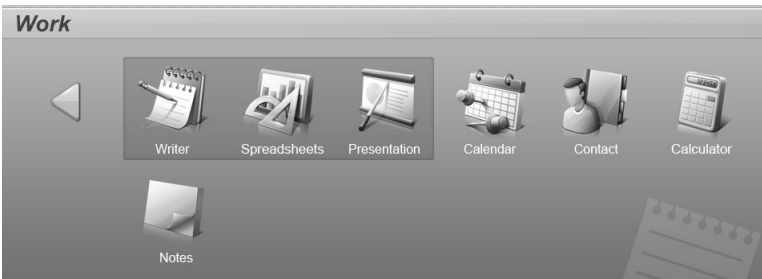 Work
Writer Spreadsheets Presentation Calendar Contact Calculator
Notes